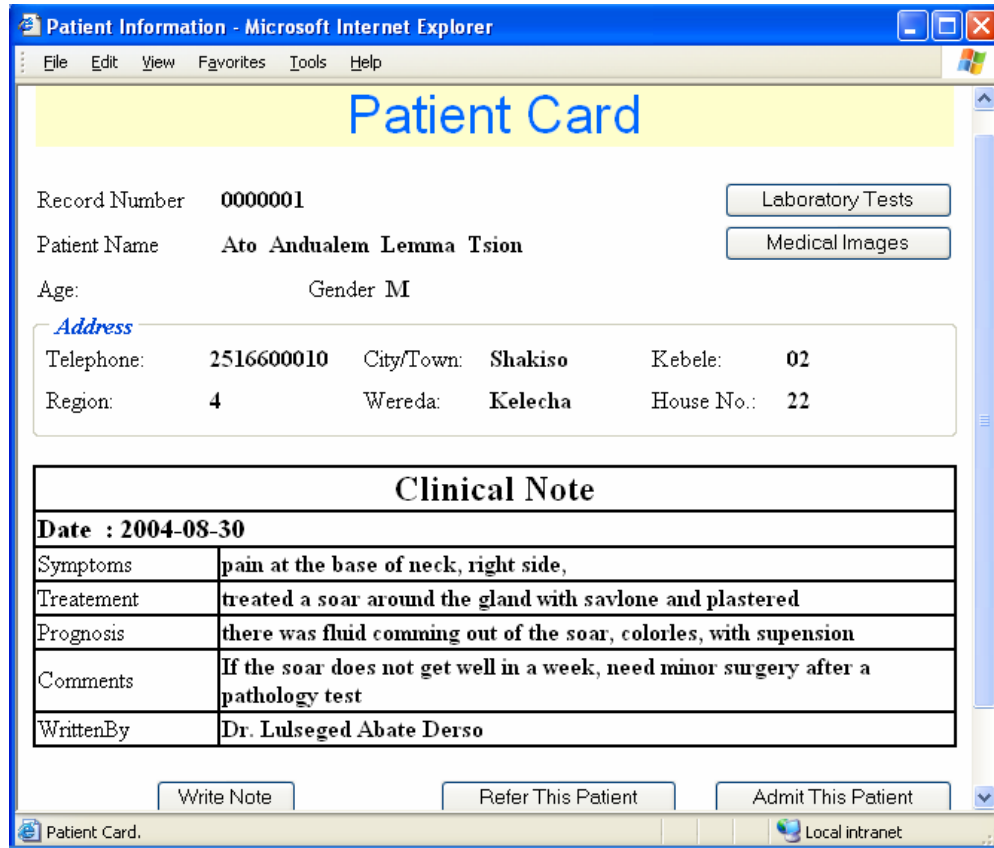 Patient Information - Microsoft Internet Explorer
File Edit View Favorites Tools Help
Patient Card
Record Number 0000001 Laboratory Tests
Patient Name Ato Andualem Lemma Tsion Medical Images
Age: Gender M
Address
Telephone: 2516600010 City/Town: Shakiso Kebele: 02
Region: 4 Wereda: Kelecha House No.: 22
Clinical Note
Date : 2004-08-30
Symptoms pain at the base of neck, right side,
Treatement treated a soar around the gland with savlone and plastered
Prognosis there was fluid comming out of the soar, colorles, with supension
Comments If the soar does not get well in a week, need minor surgery after a
pathology test
WrittenBy Dr. Lulseged Abate Derso
Write Note Refer This Patient Admit This Patient
Patient Card. Local intranet